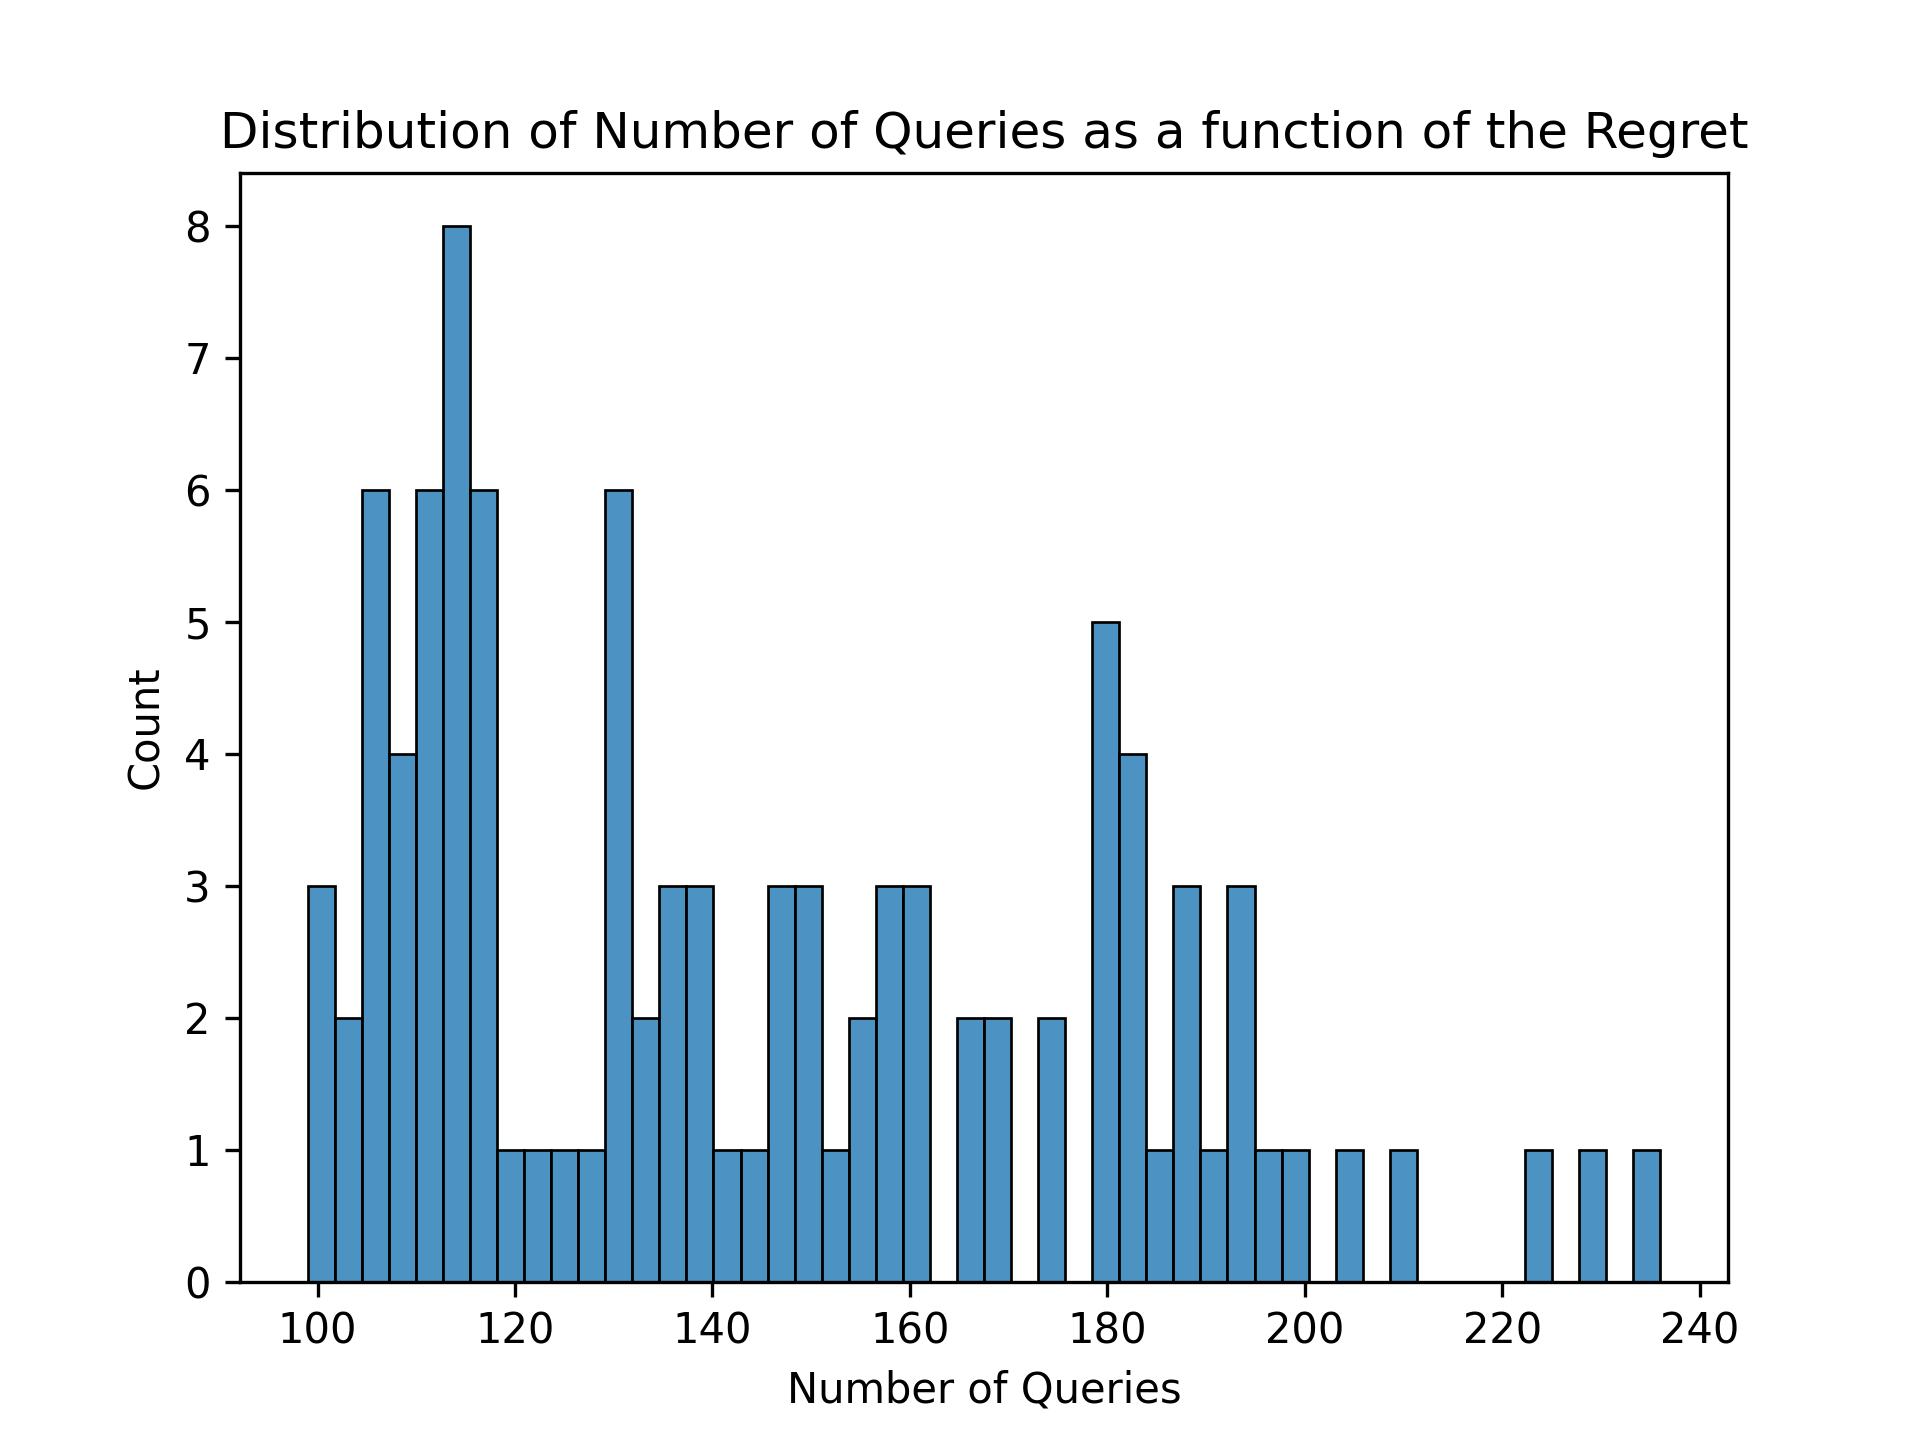 Distribution of Number of Queries as a function of the Regret
8
7
6
5
4
3
2
1
0
Count
100 120 140 160 180 200 220 240
Number of Queries